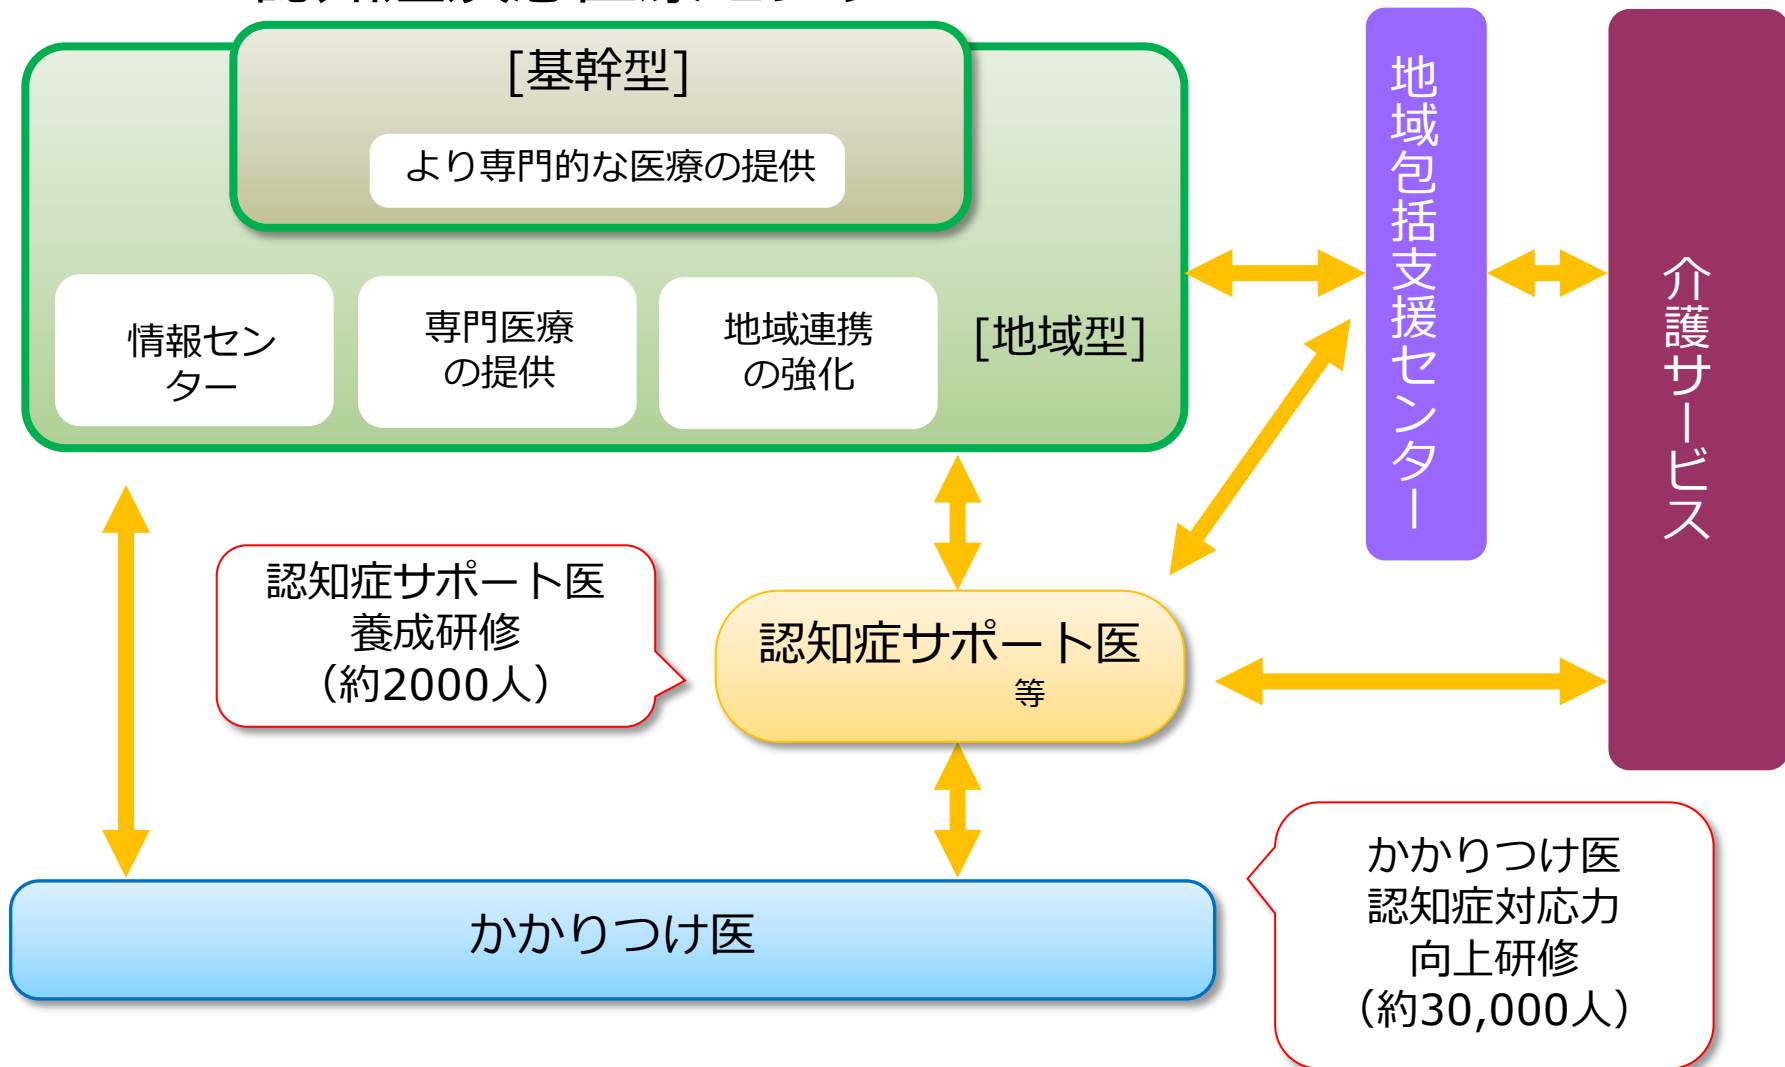 [基幹型]
より専門的な医療の提供
情報セン
ター
専門医療
の提供
地域連携
の強化
[地域型]
地域包括支援センター
介護サービス
認知症サポート医
養成研修
（約2000人）
認知症サポート医
等
かかりつけ医
かかりつけ医
認知症対応力
向上研修
（約30,000人）